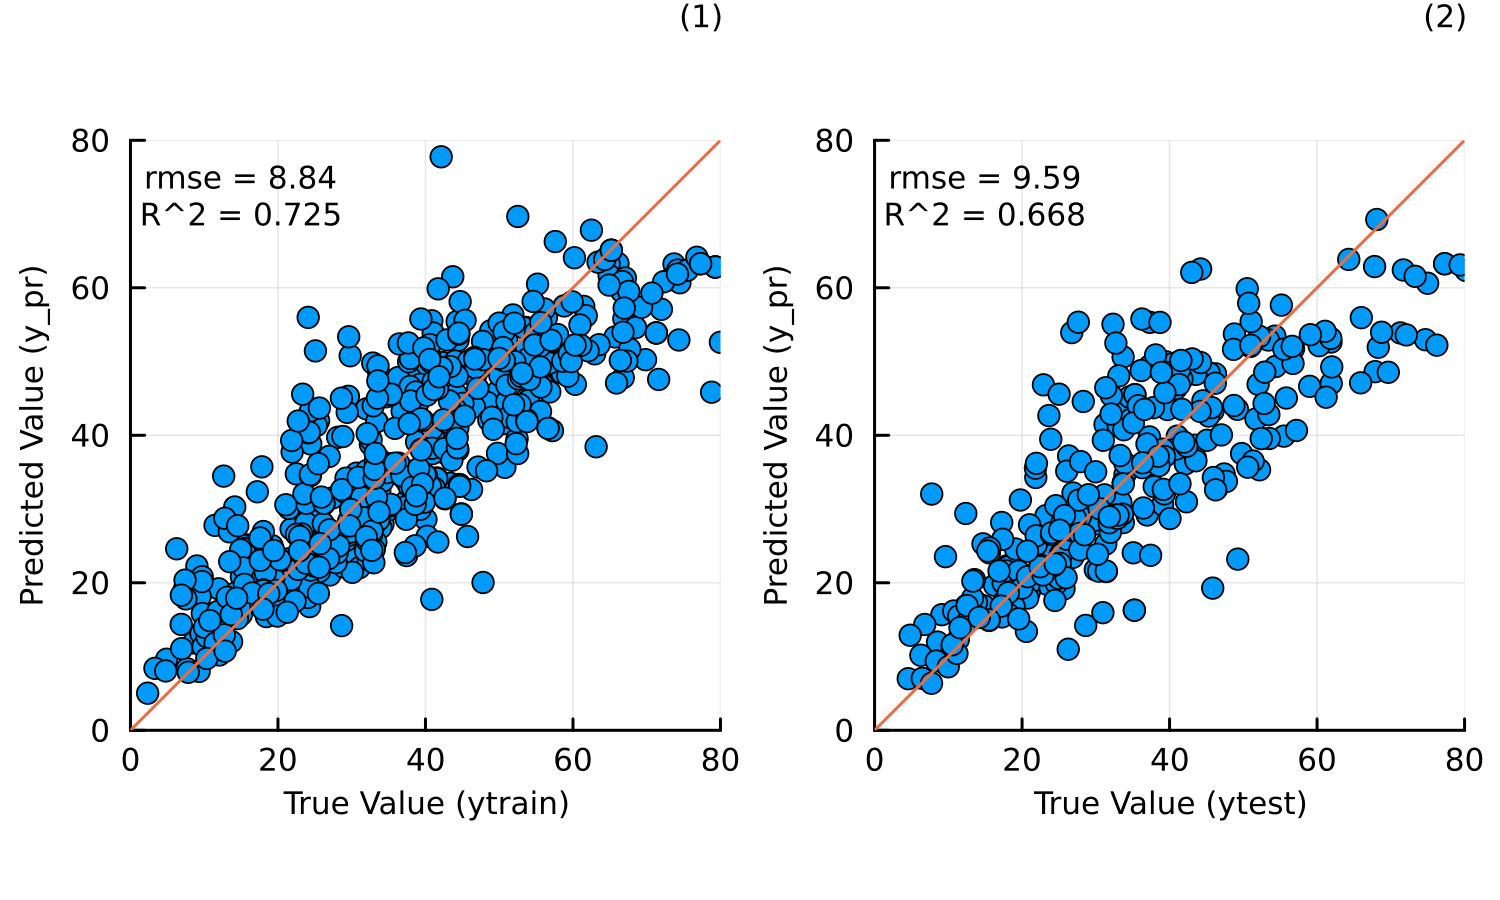 (1)
(2)
rmse = 8.84
R^2 = 0.725
80
60
40
20
0
0 20 40 60 80
Predicted Value (y_pr)
True Value (ytrain)
rmse = 9.59
R^2 = 0.668
80
60
40
20
0
0 20 40 60 80
Predicted Value (y_pr)
True Value (ytest)